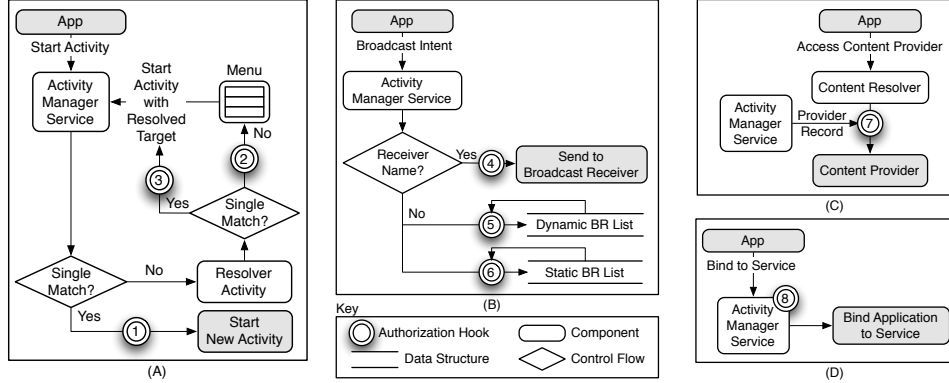 App
Start Activity
Activity
Manager
Service
Start
Activity
with
Resolved
Target
Menu
No
2
3
Yes
Single
Match?
Single
Match?
No
Resolver
Activity
Yes
1
Start
New Activity
(A)
App
Broadcast Intent
Activity
Manager Service
Receiver
Name?
Yes
4
Send to
Broadcast Receiver
No
5
Dynamic BR List
6
Static BR List
(B)
Key
Authorization Hook
Component
Data Structure
Control Flow
App
Access Content Provider
Content Resolver
Activity
Manager
Service
Provider
Record
7
Content Provider
(C)
App
Bind to Service
8
Activity
Manager
Service
Bind Application
to Service
(D)